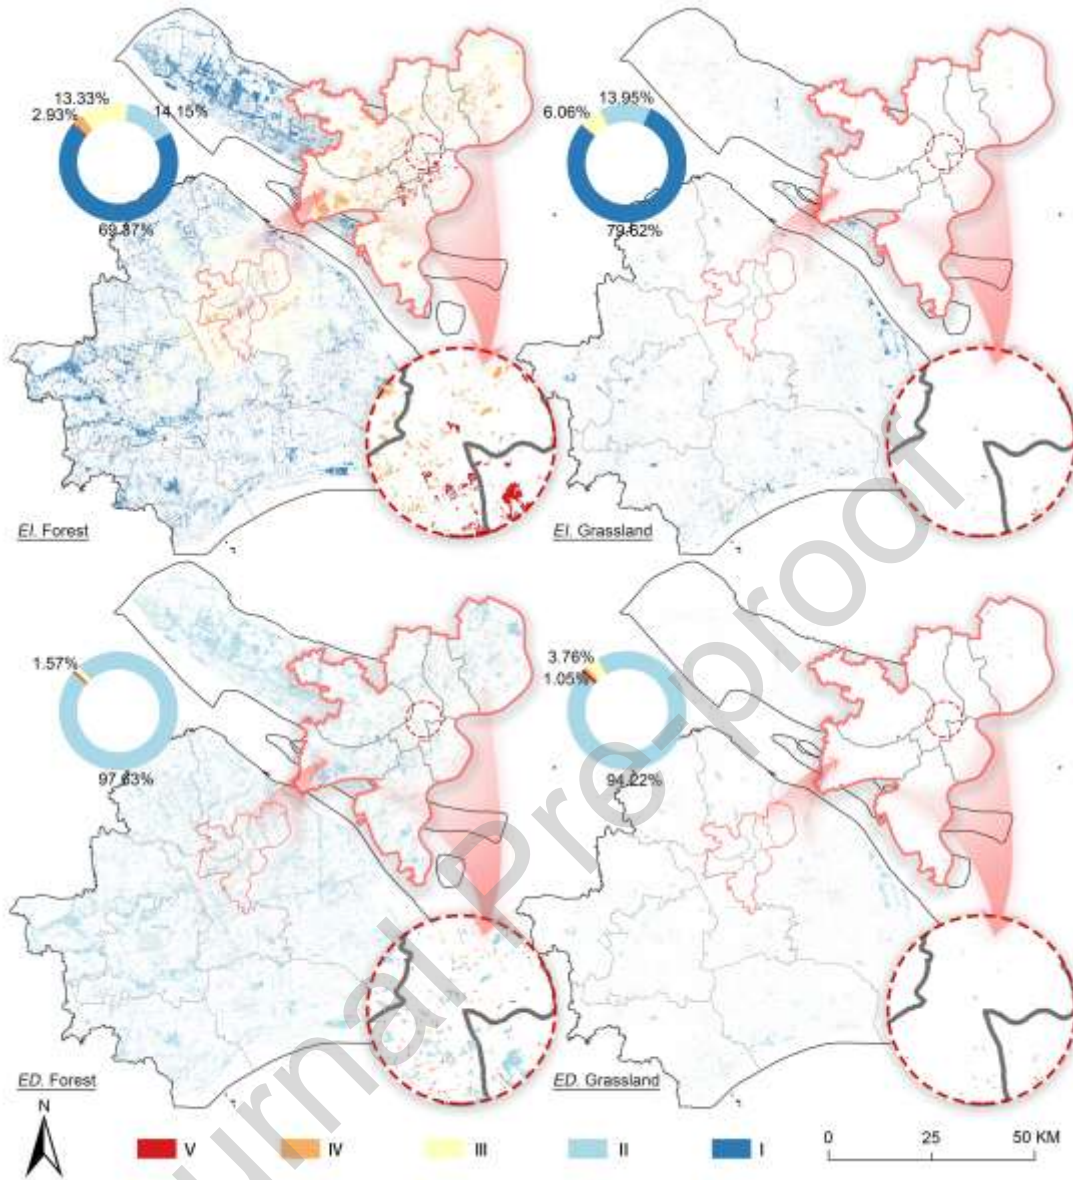 13.33%
14.15%
2.93%
69.87%
EI. Forest
13.95%
6.06%
79.62%
EI. Grassland
1.57%
97.63%
ED. Forest
3.76%
1.05%
94.22%
ED. Grassland
Journal Pre-proof
N
V IV III II I
0 25 50 KM